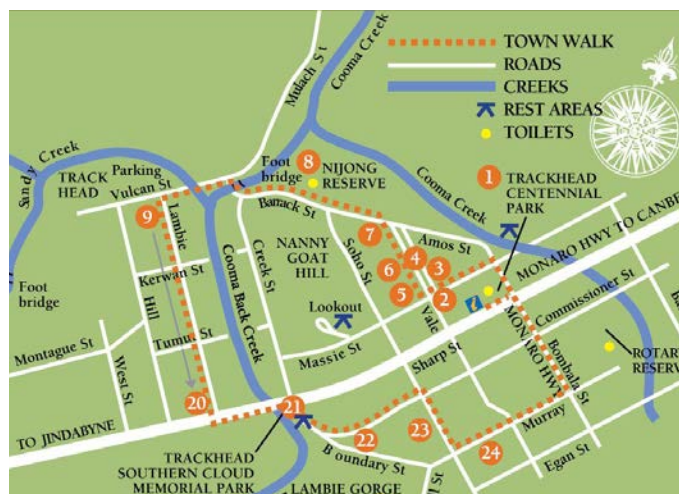 TOWN WALK
ROADS
CREEKS
REST AREAS
TOILETS
Mulach St
Cooma Creek
Sandy Creek
TRACK
HEAD
Parking
Vulcan St
Foot
bridge
8
NIJONG
RESERVE
1
TRACKHEAD
CENTENNIAL
PARK
Cooma Creek
MONARO HWY TO CANBE
9
Lambie
Barrack St
7
Amos St
NANNY
GOAT
HILL
Soho St
4
3
6
5
2
i
Kerwan St
Creek St
Cooma Back Creek
Foot
bridge
Hill
Lookout
Vale
Commissioner St
MONARO HWY
Bombala St
Montague St
Tumut St
West St
Massie St
Sharp St
ROTARY
RESERVE
20
21
Murray
TO JINDABYNE
TRACKHEAD
SOUTHERN CLOUD
MEMORIAL PARK
22
23
24
Boundary St
Egan St
LAMBIE GORGE